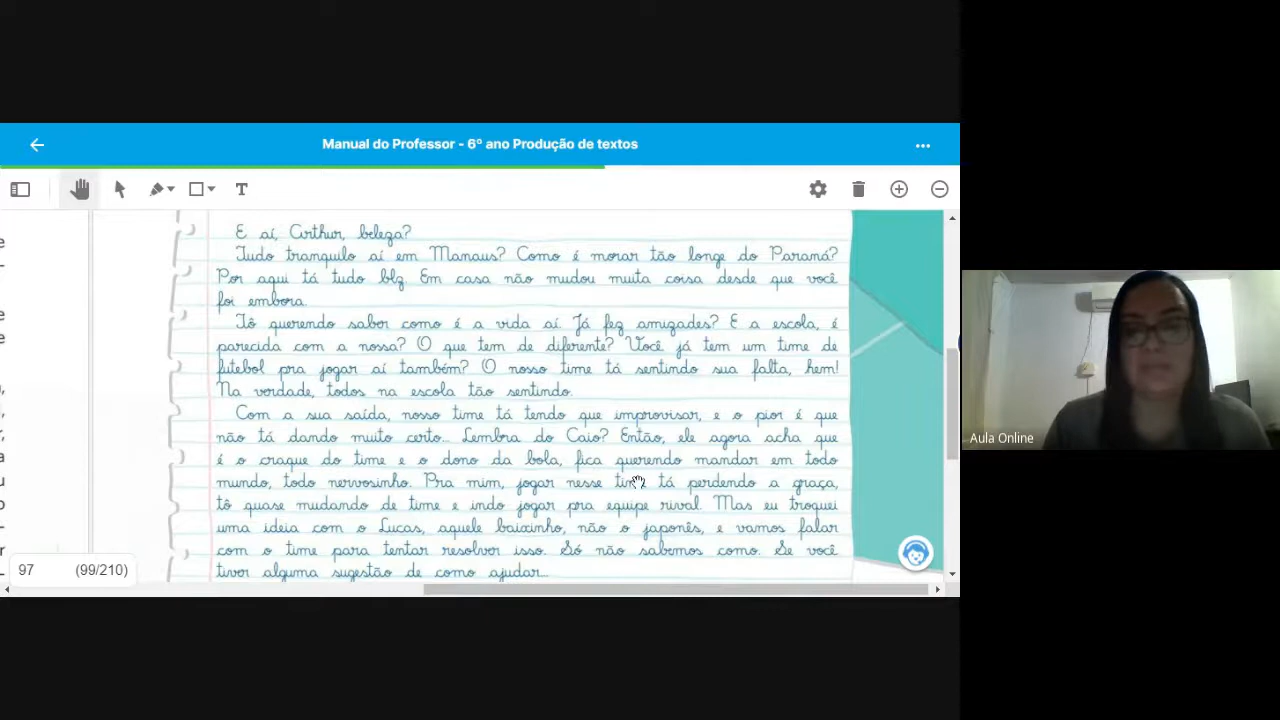 Manual do Professor - 6º ano Produção de textos
T
E aí, Arthur, beleza?
Tudo tranquilo aí em Manaus? Como é morar tão longe do Paraná?
Por aqui tá tudo blz. Em casa não mudou muita coisa desde que você
foi embora.
Tô querendo saber como é a vida aí. Já fez amizades? E a escola, é
parecida com a nossa? O que tem de diferente? Você já tem um time de
futebol pra jogar aí também? O nosso time tá sentindo sua falta, hem!
Na verdade, todos na escola tão sentindo.
Com a sua saída, nosso time tá tendo que improvisar, e o pior é que
não tá dando muito certo... Lembra do Caio? Então, ele agora acha que
é o craque do time e o dono da bola, fica querendo mandar em todo
mundo, todo nervosinho. Pra mim, jogar nesse time tá perdendo a graça,
tô quase mudando de time e indo jogar pra equipe rival. Mas eu troquei
uma ideia com o Lucas, aquele baixinho, não o japonês, e vamos falar
com o time para tentar resolver isso. Só não sabemos como. Se você
tiver alguma sugestão de como ajudar...
97 (99/210)
Aula Online